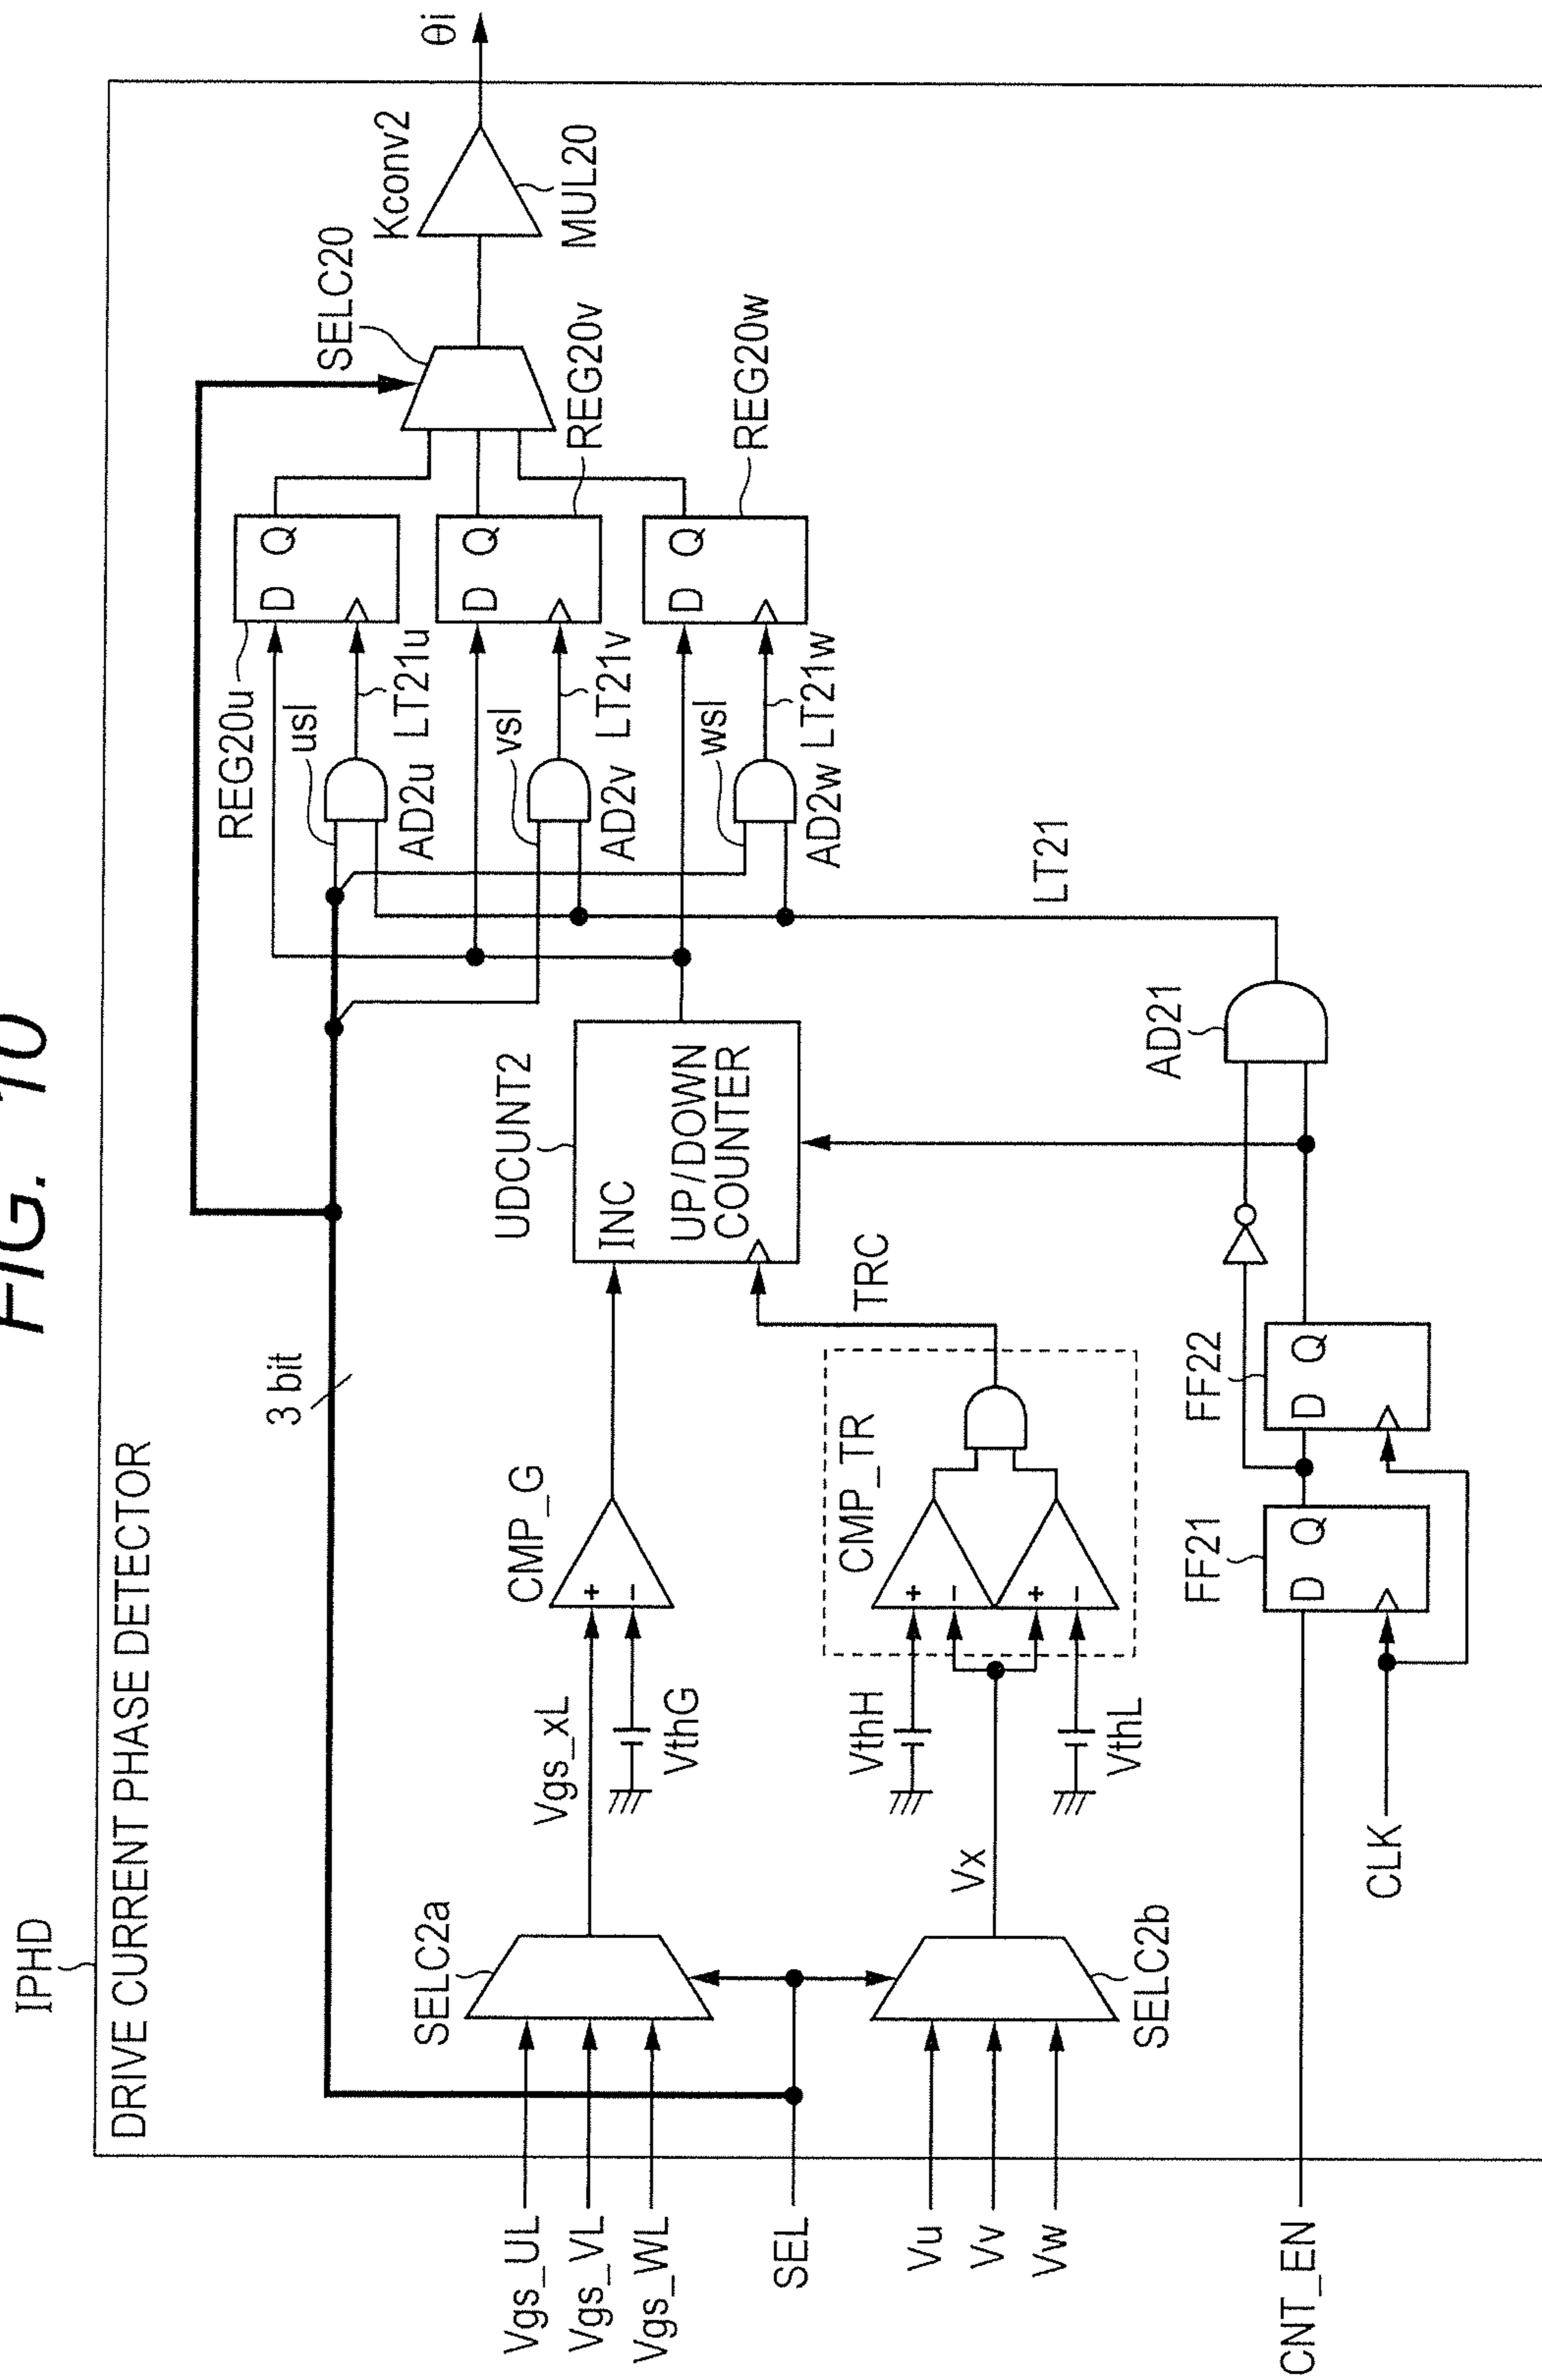 FIG. 10
IPHD
DRIVE CURRENT PHASE DETECTOR
3 bit
SELC20
Kconv2
θi
MUL20
REG20u
D Q
usl
LT21u
AD2u
REG20v
D Q
vsl
LT21v
AD2v
REG20w
D Q
wsl
LT21w
AD2w
LT21
UDCUNT2
INC
UP/DOWN
COUNTER
TRC
CMP_G
+
−
Vgs_xL
VthG
SELC2a
Vgs_UL
Vgs_VL
Vgs_WL
SEL
CMP_TR
+
−
+
−
VthH
VthL
Vx
SELC2b
Vu
Vv
Vw
AD21
FF21
D Q
FF22
D Q
CNT_EN
CLK